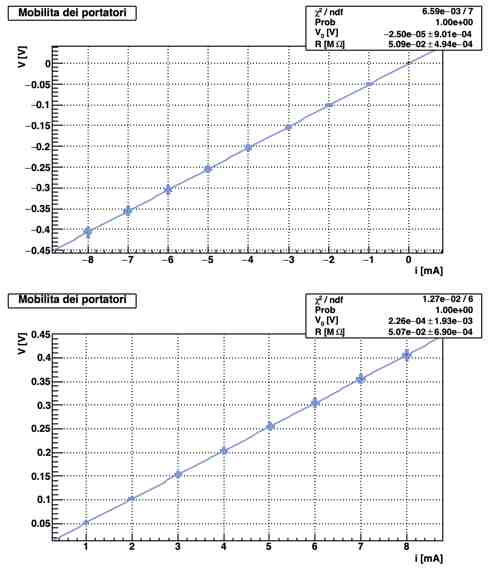 Mobilita dei portatori
χ² / ndf 6.59e−03 / 7
Prob 1.00e+00
V₀ [V] −2.50e−05 ± 9.01e−04
R [M Ω] 5.09e−02 ± 4.94e−04
V [V]
0
−0.05
−0.1
−0.15
−0.2
−0.25
−0.3
−0.35
−0.4
−0.45
−8 −7 −6 −5 −4 −3 −2 −1 0
i [mA]
Mobilita dei portatori
χ² / ndf 1.27e−02 / 6
Prob 1.00e+00
V₀ [V] 2.26e−04 ± 1.93e−03
R [M Ω] 5.07e−02 ± 6.90e−04
V [V]
0.45
0.4
0.35
0.3
0.25
0.2
0.15
0.1
0.05
1 2 3 4 5 6 7 8
i [mA]